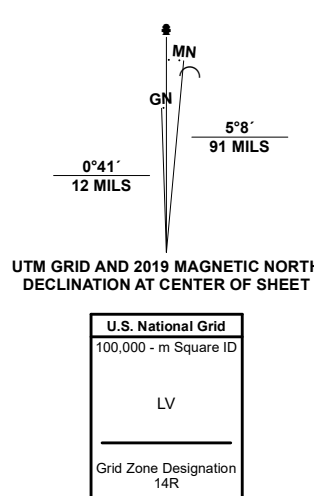 MN
GN
5°8´
91 MILS
0°41´
12 MILS
UTM GRID AND 2019 MAGNETIC NORTH
DECLINATION AT CENTER OF SHEET
U.S. National Grid
100,000 - m Square ID
LV
Grid Zone Designation
14R